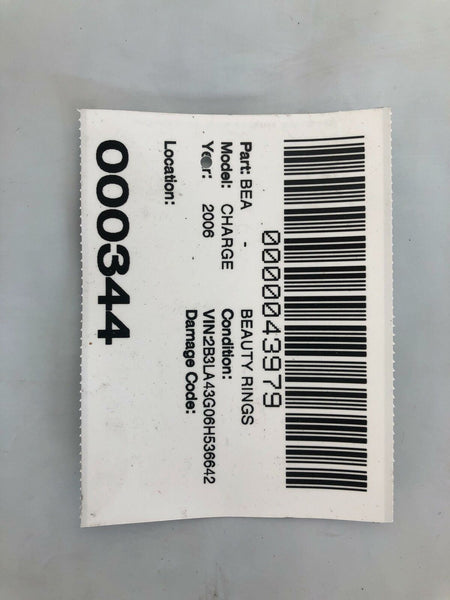 0000043979
Part: BEA - BEAUTY RINGS
Model: CHARGE Condition:
Year: 2006 VIN:2B3LA43G06H536642
Damage Code:
Location:
000344